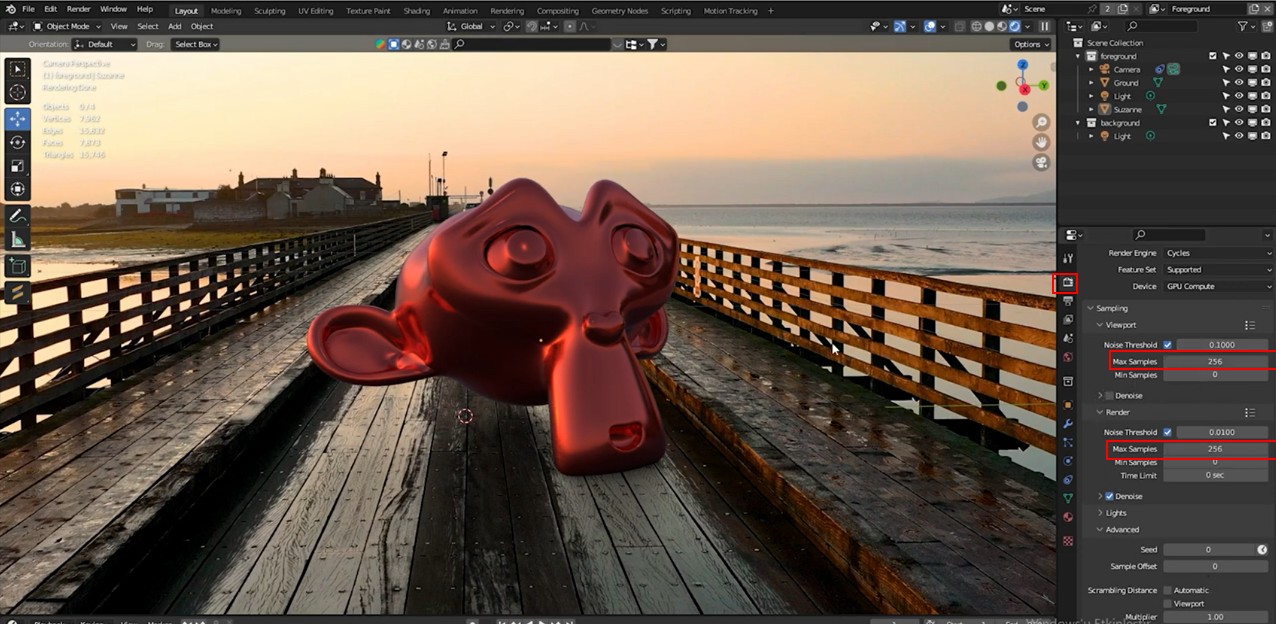 File Edit Render Window Help Layout Modeling Sculpting UV Editing Texture Paint Shading Animation Rendering Compositing Geometry Nodes Scripting Motion Tracking + Scene 2 Foreground
Object Mode View Select Add Object Global
Orientation: Default Drag: Select Box Options
Camera Perspective
(1) foreground | Suzanne
Rendering Done
Objects 0/4
Vertices 7,962
Edges 15,832
Faces 7,873
Triangles 15,746
Z
Y
X
Scene Collection
foreground
Camera
Ground
Light
Suzanne
background
Light
Render Engine Cycles
Feature Set Supported
Device GPU Compute
Sampling
Viewport
Noise Threshold 0.1000
Max Samples 256
Min Samples 0
Denoise
Render
Noise Threshold 0.0100
Max Samples 256
Min Samples 0
Time Limit 0 sec
Denoise
Lights
Advanced
Seed 0
Sample Offset 0
Scrambling Distance Automatic
Viewport
Multiplier 1.00